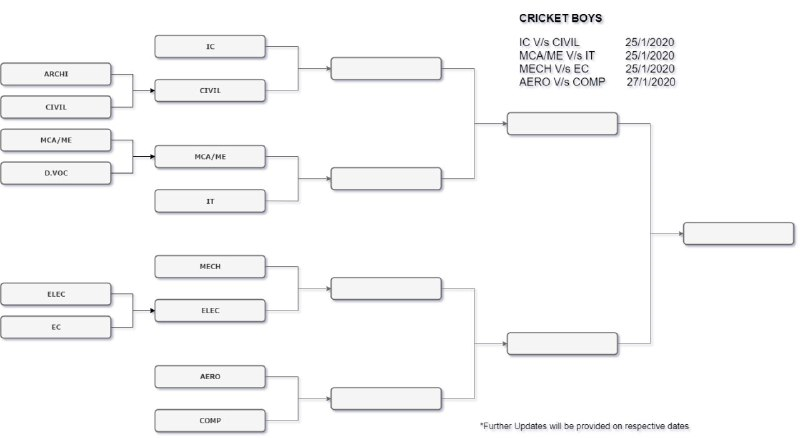 CRICKET BOYS
IC V/s CIVIL 25/1/2020
MCA/ME V/s IT 25/1/2020
MECH V/s EC 25/1/2020
AERO V/s COMP 27/1/2020
ARCHI
CIVIL
MCA/ME
D.VOC
ELEC
EC
IC
CIVIL
MCA/ME
IT
MECH
ELEC
AERO
COMP
*Further Updates will be provided on respective dates